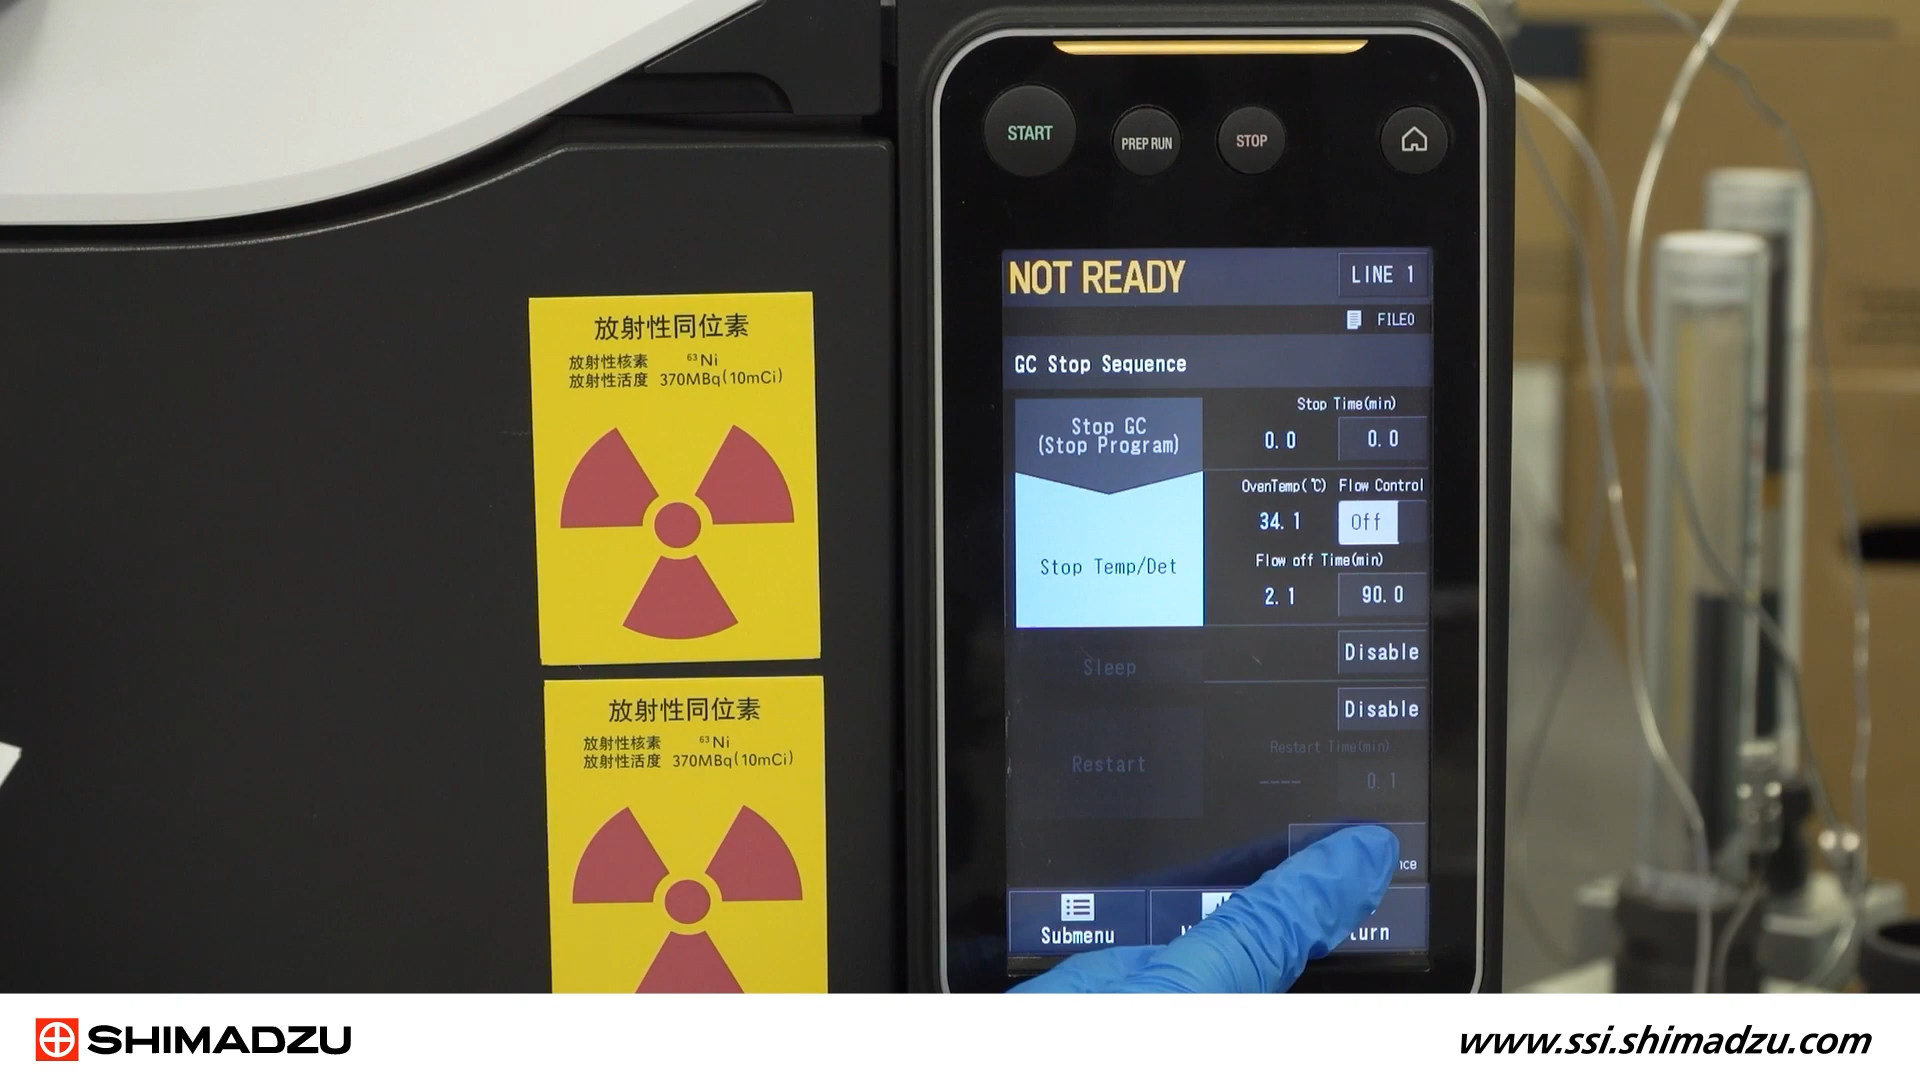 放射性同位素
放射性核素 ⁶³Ni
放射性活度 370MBq(10mCi)
放射性同位素
放射性核素 ⁶³Ni
放射性活度 370MBq(10mCi)
START
PREP RUN
STOP
NOT READY
LINE 1
FILE0
GC Stop Sequence
Stop GC
(Stop Program)
Stop Time(min)
0.0 0.0
OvenTemp(℃) Flow Control
34.1 Off
Stop Temp/Det
Flow off Time(min)
2.1 90.0
Sleep
Disable
Disable
Restart
Restart Time(min)
---- 0.1
Submenu
SHIMADZU
www.ssi.shimadzu.com